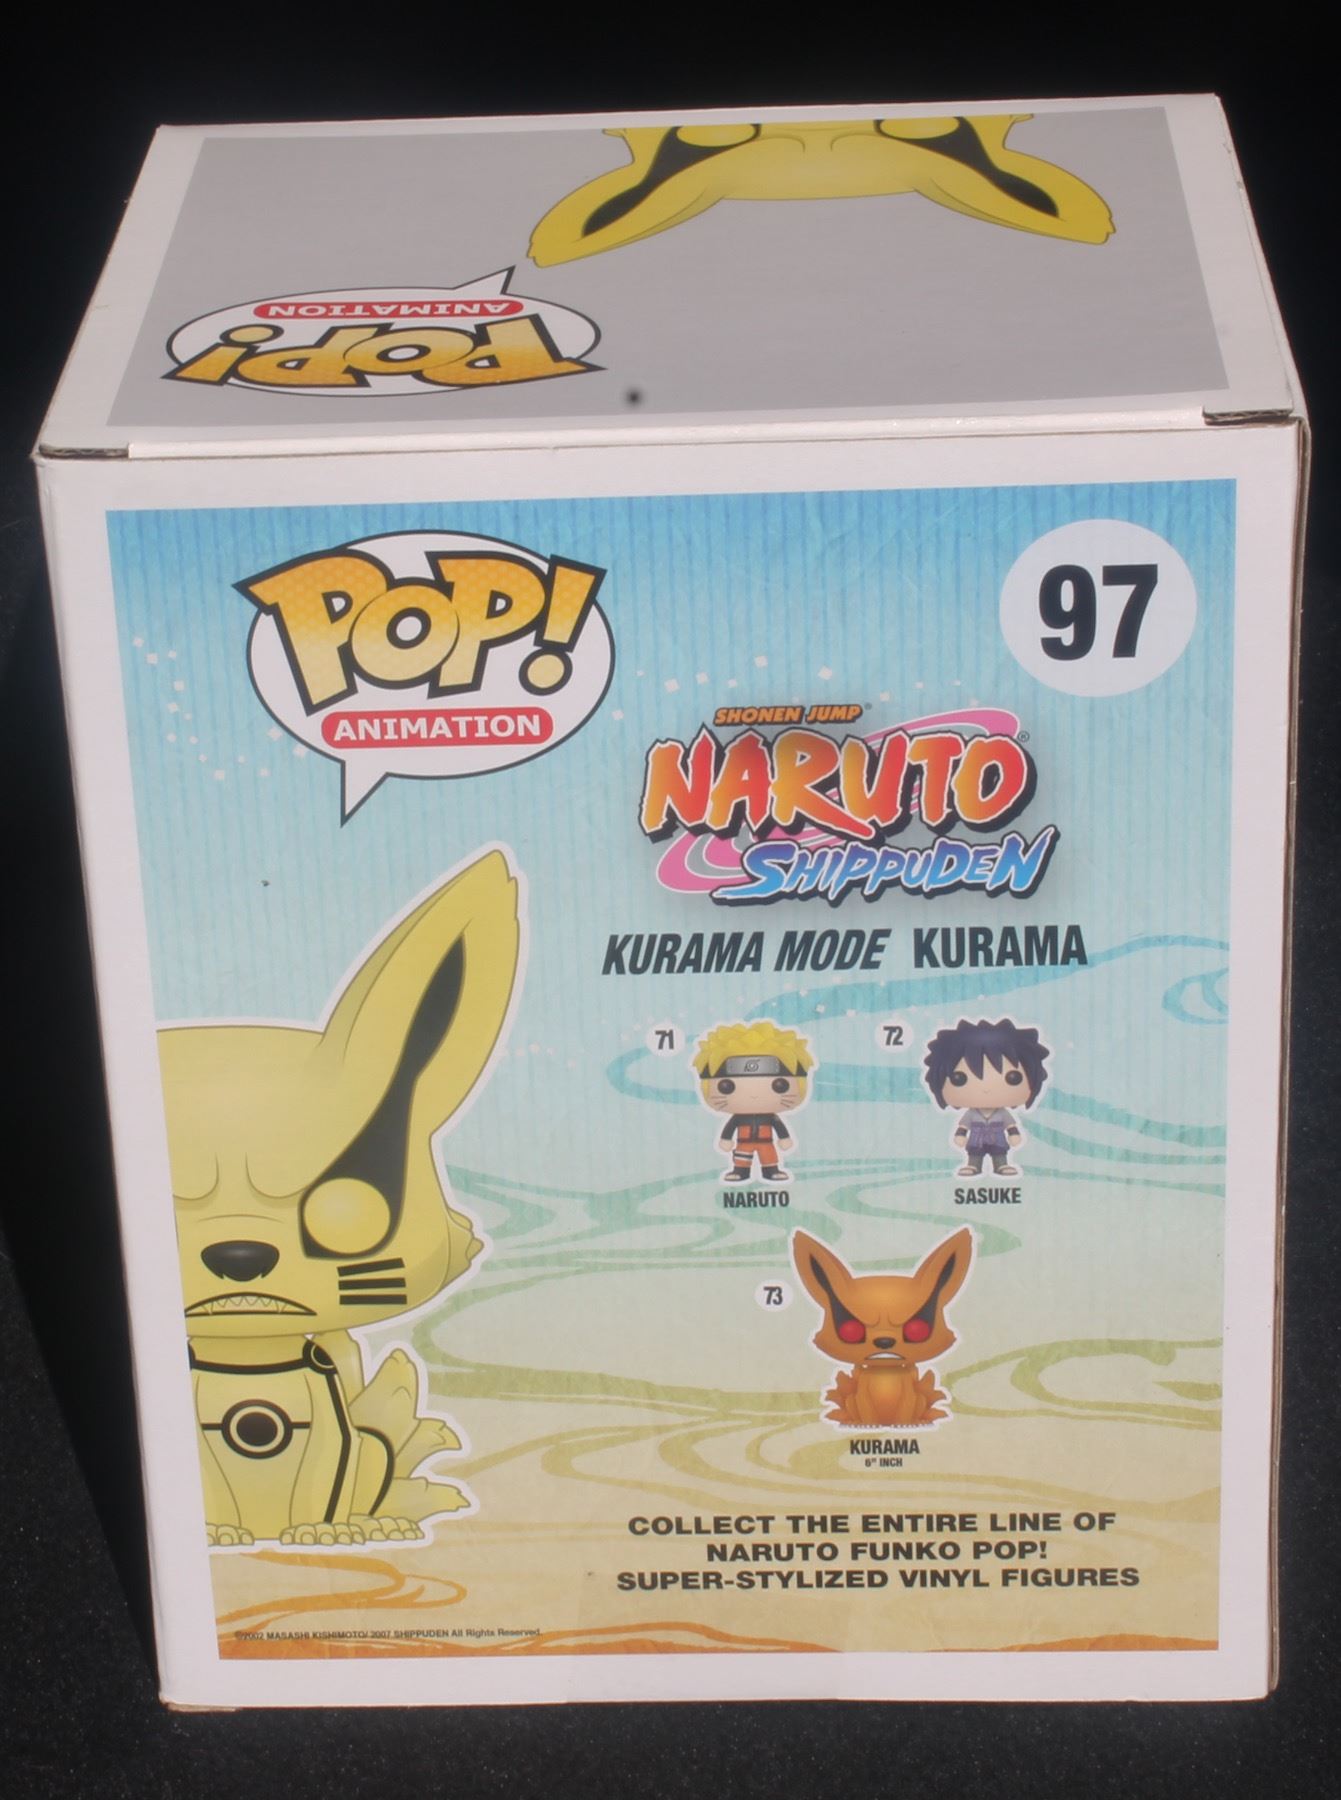 POP!
ANIMATION
POP!
ANIMATION
97
SHONEN JUMP®
NARUTO®
SHIPPUDEN
KURAMA MODE KURAMA
71
72
NARUTO
SASUKE
73
KURAMA
6" INCH
COLLECT THE ENTIRE LINE OF
NARUTO FUNKO POP!
SUPER-STYLIZED VINYL FIGURES
©2002 MASASHI KISHIMOTO/ 2007 SHIPPUDEN All Rights Reserved.